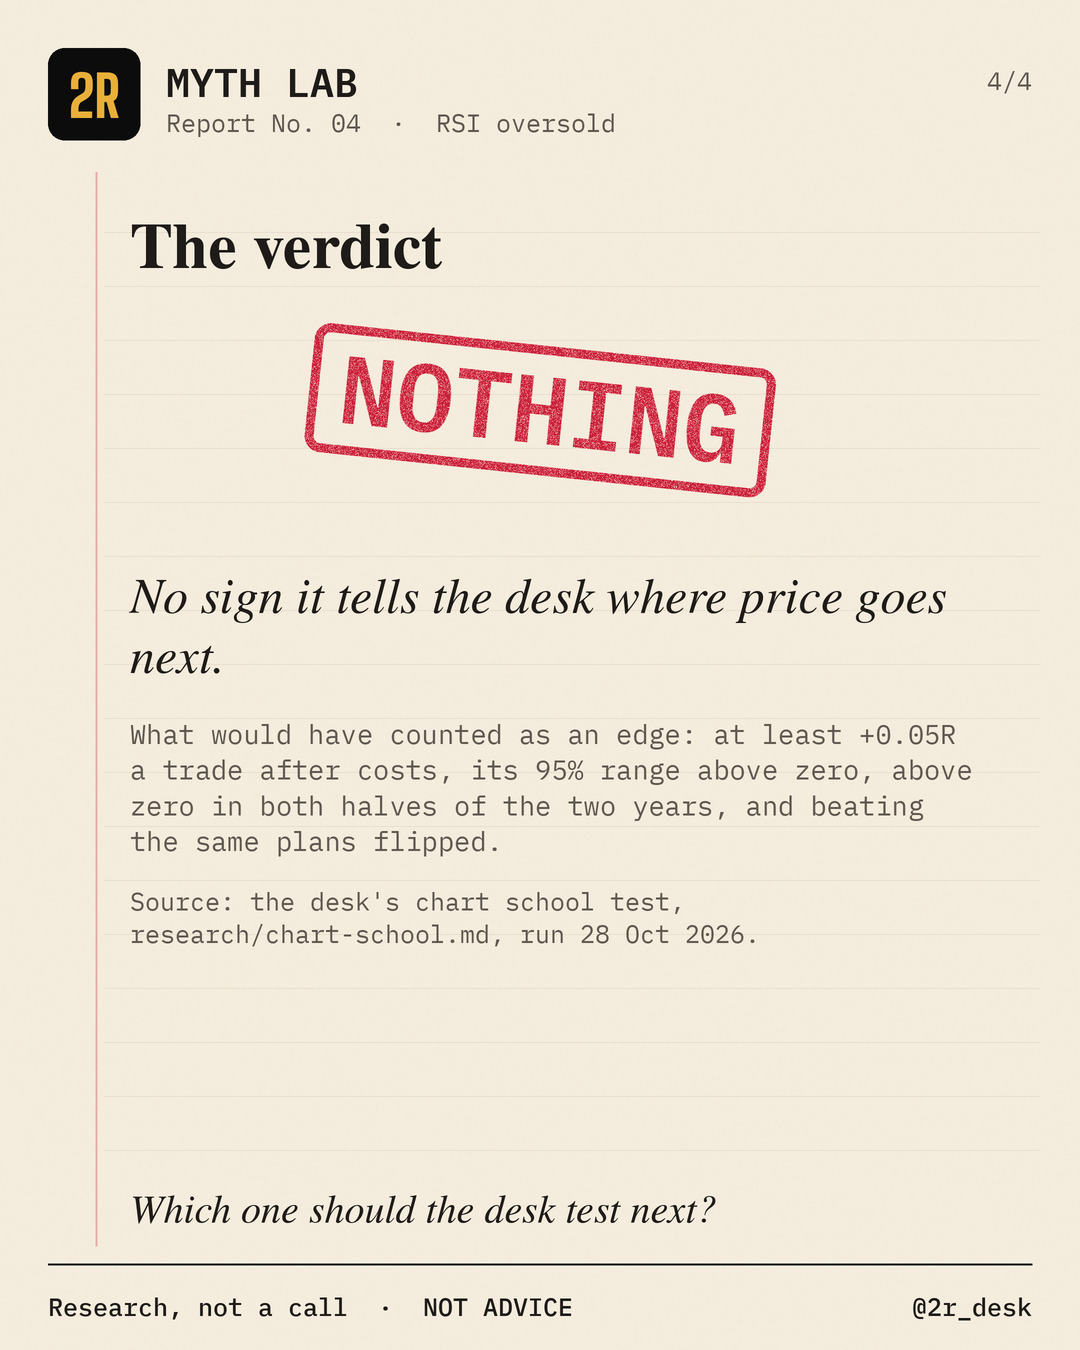 2R
MYTH LAB
4/4
Report No. 04 · RSI oversold
The verdict
NOTHING
No sign it tells the desk where price goes
next.
What would have counted as an edge: at least +0.05R
a trade after costs, its 95% range above zero, above
zero in both halves of the two years, and beating
the same plans flipped.
Source: the desk's chart school test,
research/chart-school.md, run 28 Oct 2026.
Which one should the desk test next?
Research, not a call · NOT ADVICE
@2r_desk